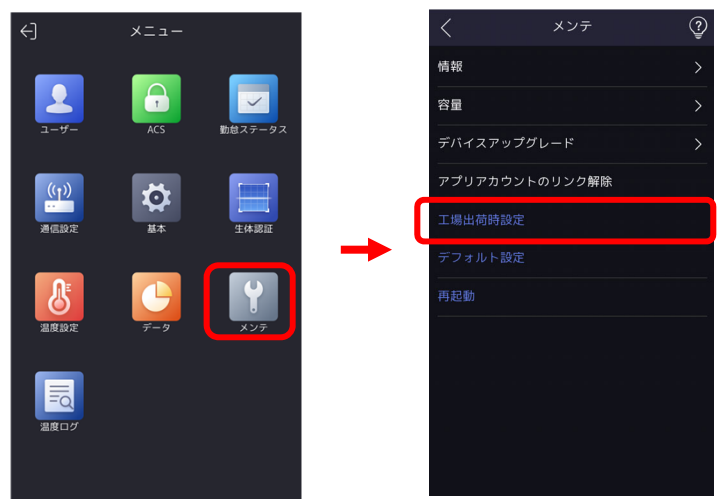 メニュー
ユーザー
ACS
勤怠ステータス
通信設定
基本
生体認証
温度設定
データ
メンテ
温度ログ
メンテ
情報
容量
デバイスアップグレード
アプリアカウントのリンク解除
工場出荷時設定
デフォルト設定
再起動